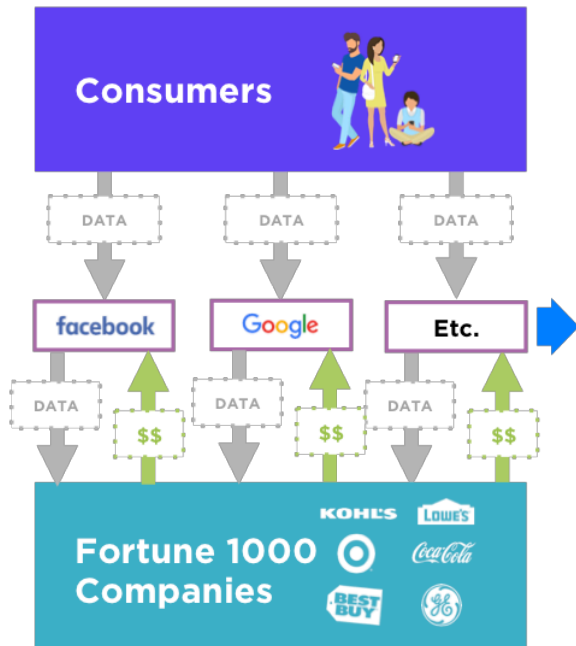 Consumers
DATA
DATA
DATA
facebook
Google
Etc.
DATA
$$
DATA
$$
DATA
$$
Fortune 1000
Companies
KOHL'S
LOWE'S
Coca-Cola
BEST
BUY
GE